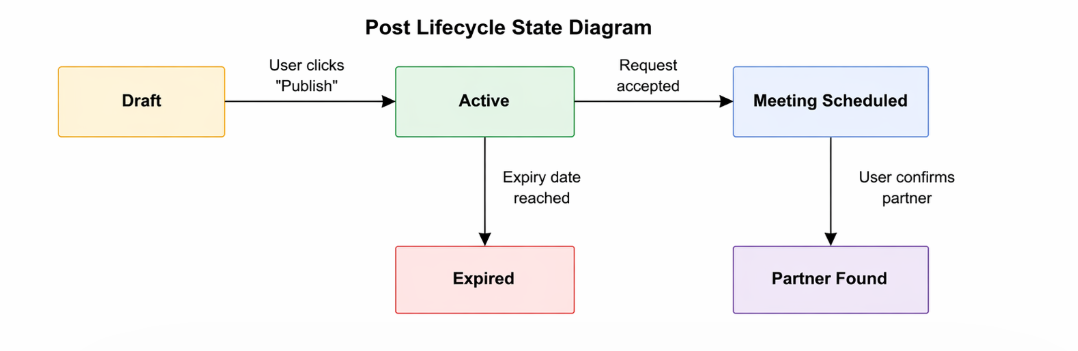 Post Lifecycle State Diagram
User clicks
"Publish"
Request
accepted
Draft
Active
Meeting Scheduled
Expiry date
reached
User confirms
partner
Expired
Partner Found